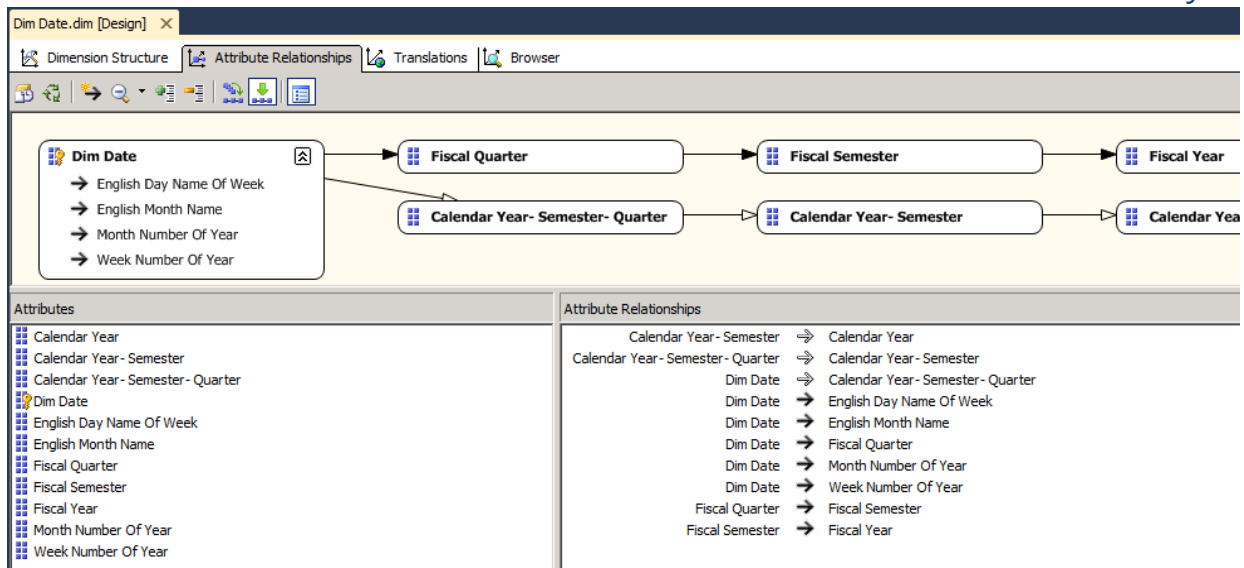 Dim Date.dim [Design]
Dimension Structure Attribute Relationships Translations Browser
Dim Date
English Day Name Of Week
English Month Name
Month Number Of Year
Week Number Of Year
Fiscal Quarter
Fiscal Semester
Fiscal Year
Calendar Year- Semester- Quarter
Calendar Year- Semester
Calendar Yea
Attributes
Calendar Year
Calendar Year- Semester
Calendar Year- Semester- Quarter
Dim Date
English Day Name Of Week
English Month Name
Fiscal Quarter
Fiscal Semester
Fiscal Year
Month Number Of Year
Week Number Of Year
Attribute Relationships
Calendar Year- Semester Calendar Year
Calendar Year- Semester- Quarter Calendar Year- Semester
Dim Date Calendar Year- Semester- Quarter
Dim Date English Day Name Of Week
Dim Date English Month Name
Dim Date Fiscal Quarter
Dim Date Month Number Of Year
Dim Date Week Number Of Year
Fiscal Quarter Fiscal Semester
Fiscal Semester Fiscal Year